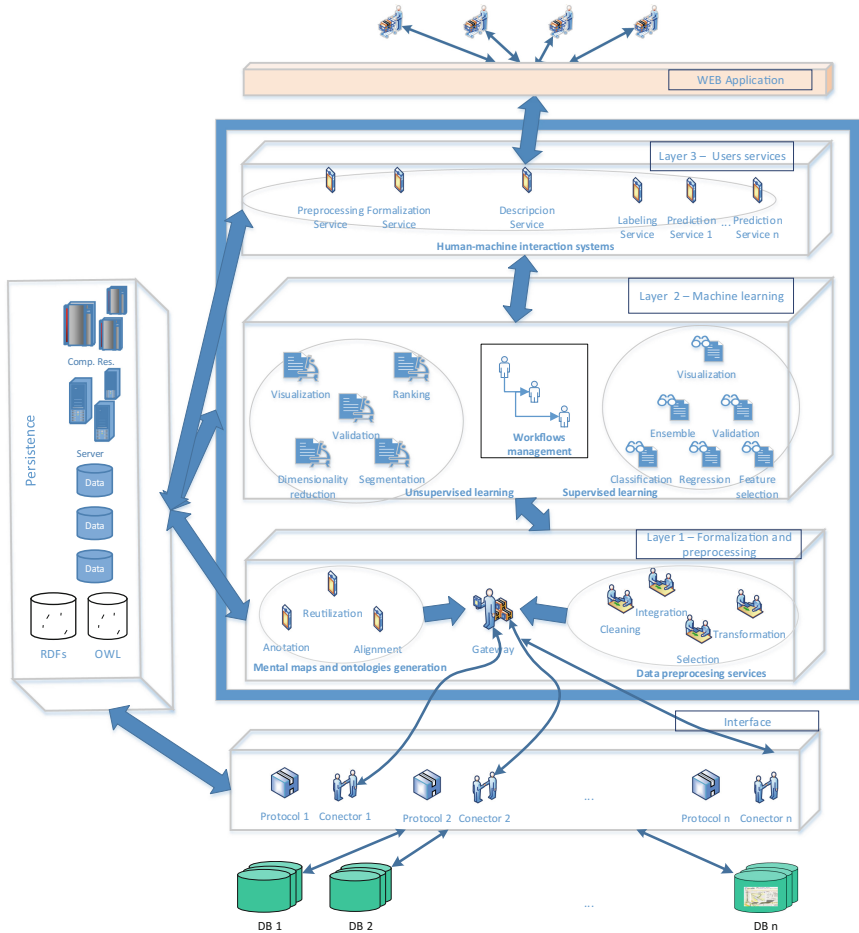 WEB Application
Layer 3 – Users services
Preprocessing
Service
Formalization
Service
Descripcion
Service
Labeling
Service
Prediction
Service 1
...
Prediction
Service n
Human-machine interaction systems
Layer 2 – Machine learning
Visualization
Ranking
Validation
Dimensionality
reduction
Segmentation
Unsupervised learning
Workflows
management
Visualization
Ensemble
Validation
Classification
Regression
Feature
selection
Supervised learning
Persistence
Comp. Res.
Server
Data
Data
Data
RDFs
OWL
Layer 1 – Formalization and
preprocessing
Reutilization
Anotation
Alignment
Mental maps and ontologies generation
Gateway
Integration
Cleaning
Transformation
Selection
Data preprocesing services
Interface
Protocol 1
Conector 1
Protocol 2
Conector 2
...
Protocol n
Conector n
DB 1
DB 2
...
DB n